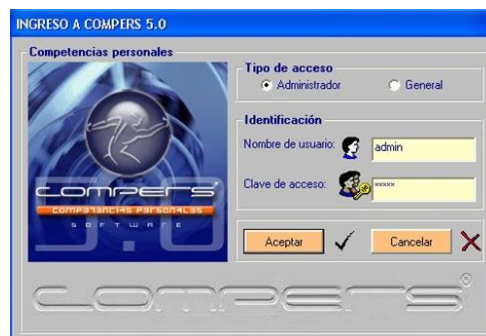 INGRESO A COMPERS 5.0
Competencias personales
Tipo de acceso
Administrador
General
COMPERS
COMPETENCIAS PERSONALES
SOFTWARE
5.0
Identificación
Nombre de usuario:
admin
Clave de acceso:
xxxxx
Aceptar
Cancelar
COMPERS®